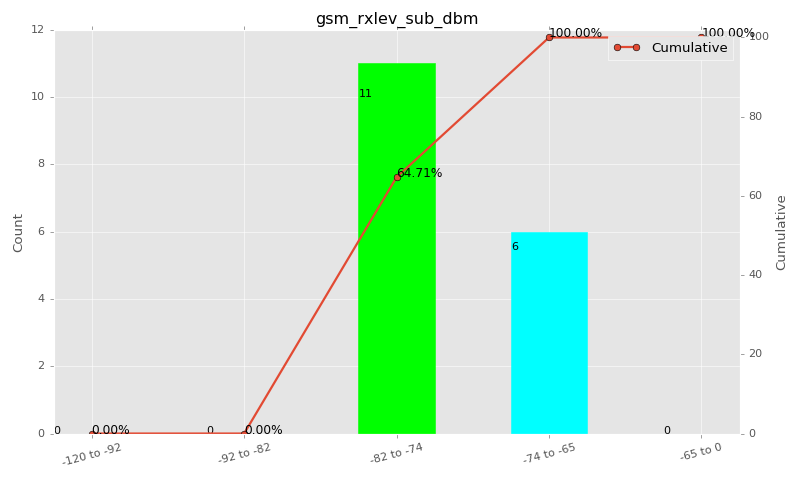 gsm_rxlev_sub_dbm
12
10
8
6
4
2
0
Count
100
80
60
40
20
0
Cumulative
Cumulative
0
0.00%
0
0.00%
11
64.71%
6
100.00%
0
100.00%
-120 to -92
-92 to -82
-82 to -74
-74 to -65
-65 to 0